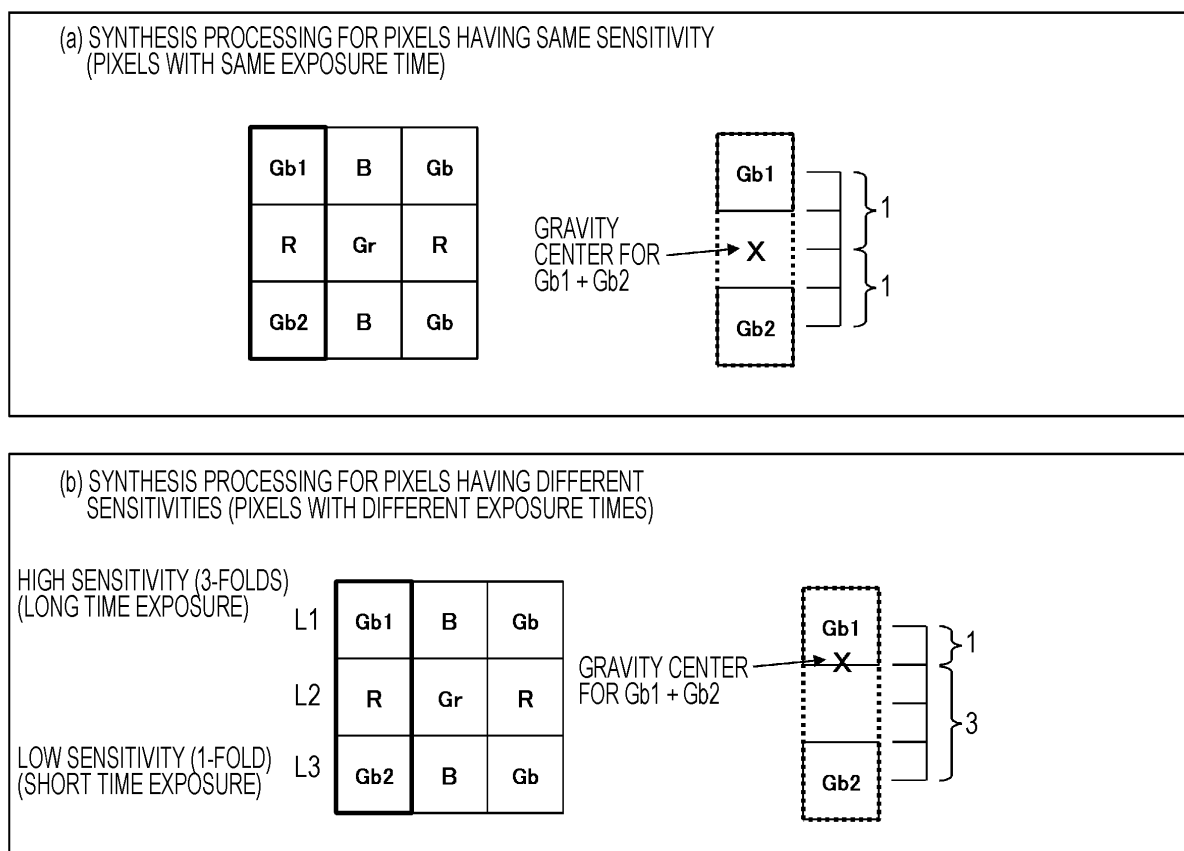 (a) SYNTHESIS PROCESSING FOR PIXELS HAVING SAME SENSITIVITY
(PIXELS WITH SAME EXPOSURE TIME)
Gb1 B Gb
R Gr R
Gb2 B Gb
GRAVITY
CENTER FOR
Gb1 + Gb2
Gb1
X
Gb2
1
1
(b) SYNTHESIS PROCESSING FOR PIXELS HAVING DIFFERENT
SENSITIVITIES (PIXELS WITH DIFFERENT EXPOSURE TIMES)
HIGH SENSITIVITY (3-FOLDS)
(LONG TIME EXPOSURE)
L1 Gb1 B Gb
L2 R Gr R
LOW SENSITIVITY (1-FOLD)
(SHORT TIME EXPOSURE)
L3 Gb2 B Gb
GRAVITY CENTER
FOR Gb1 + Gb2
Gb1
X
Gb2
1
3